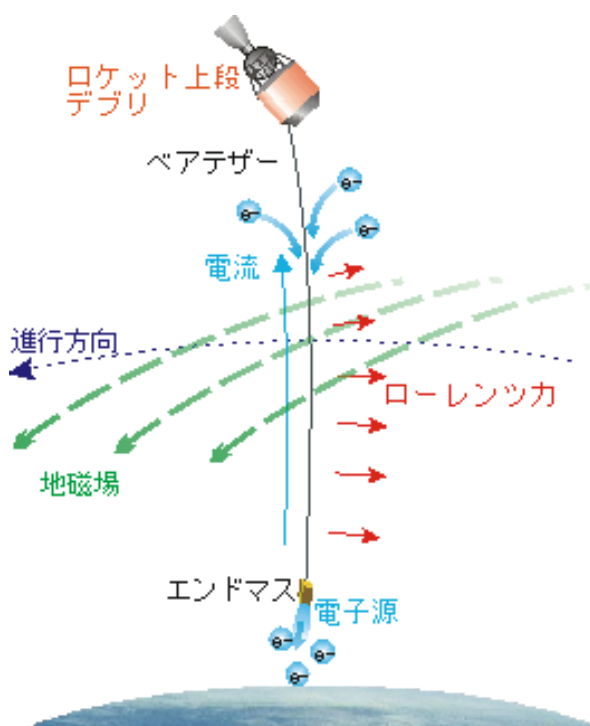 ロケット上段
デブリ
ベアテザー
e-
e-
e-
電流
進行方向
ローレンツ力
地磁場
エンドマス
電子源
e-
e-
e-